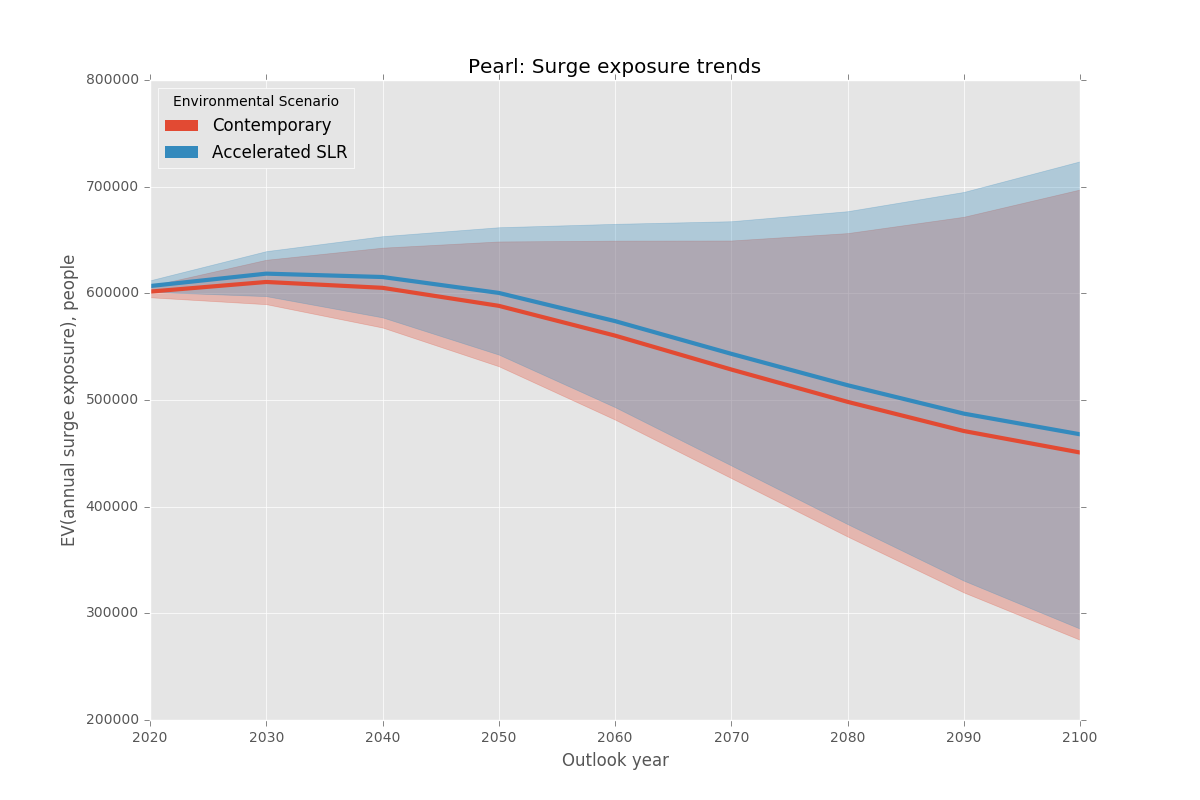 Pearl: Surge exposure trends
Environmental Scenario
Contemporary
Accelerated SLR
EV(annual surge exposure), people
800000
700000
600000
500000
400000
300000
200000
2020 2030 2040 2050 2060 2070 2080 2090 2100
Outlook year